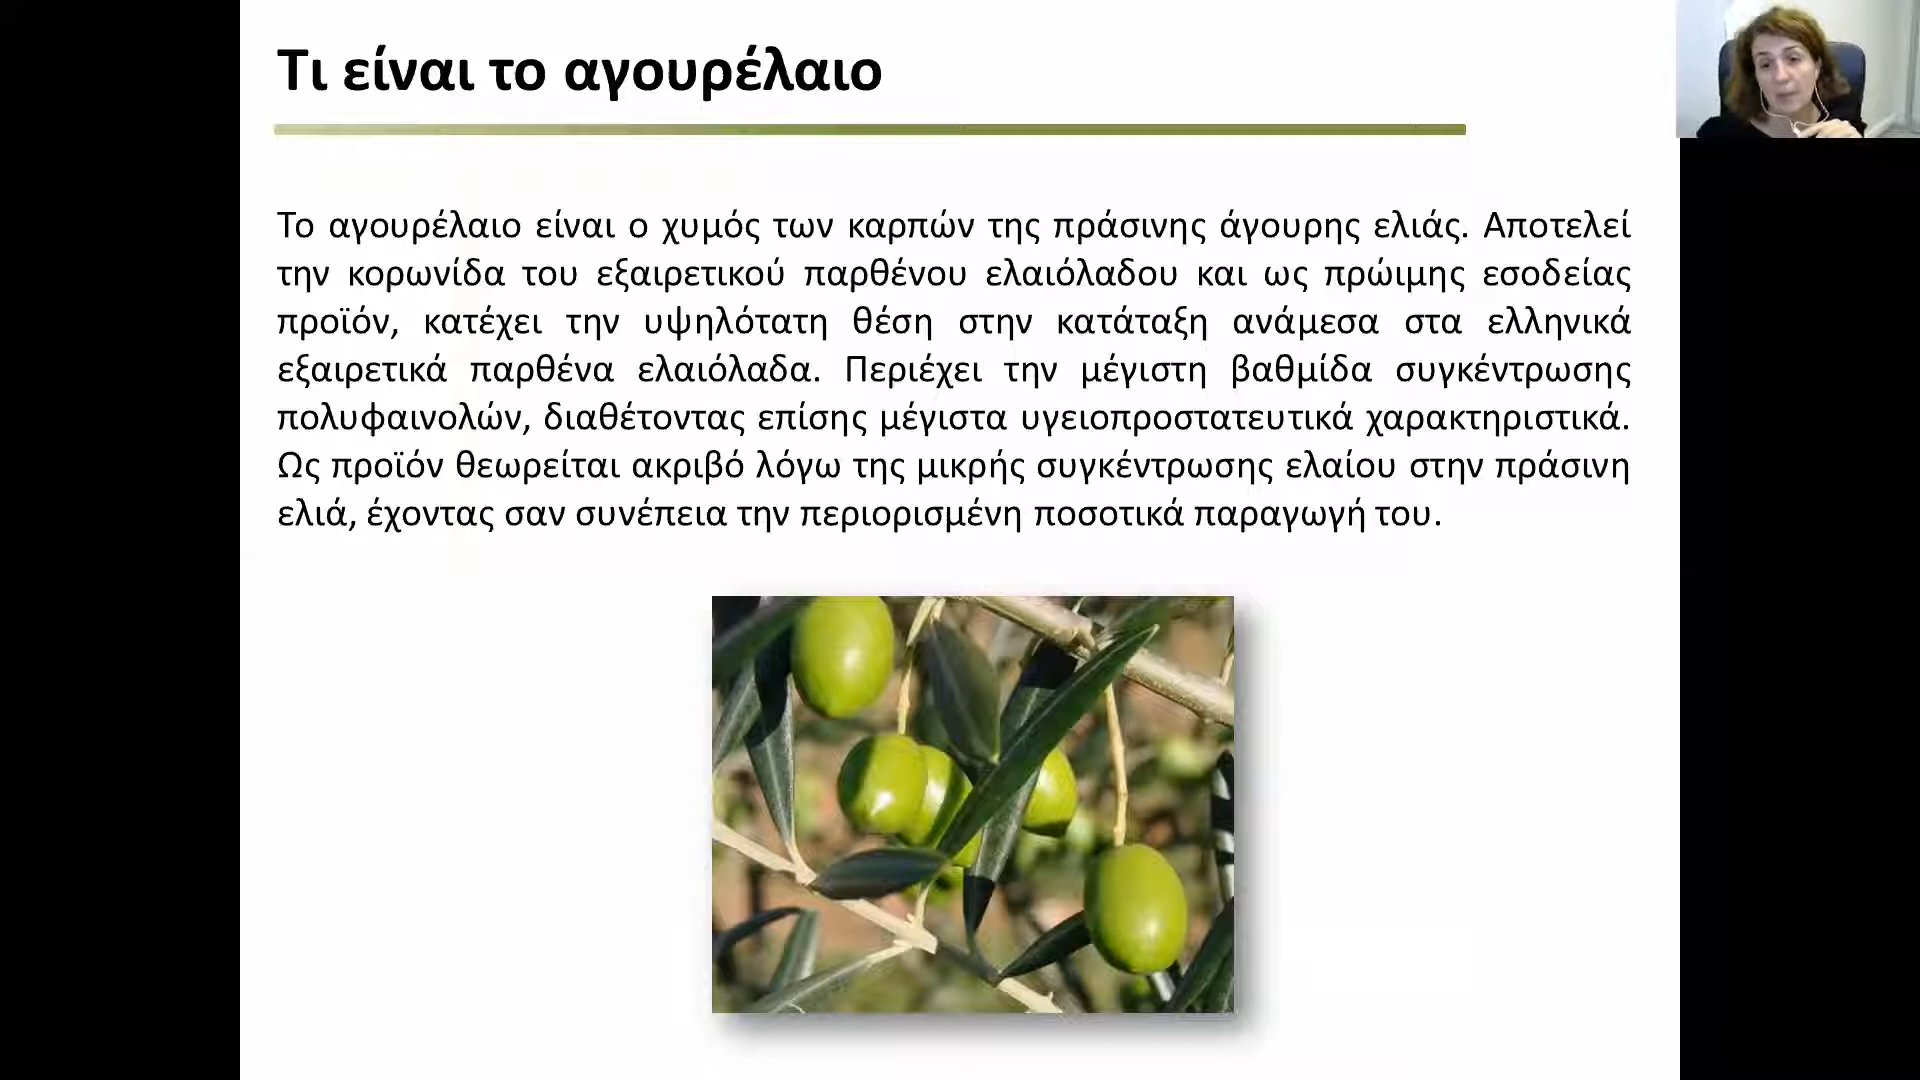 Τι είναι το αγουρέλαιο
Το αγουρέλαιο είναι ο χυμός των καρπών της πράσινης άγουρης ελιάς. Αποτελεί
την κορωνίδα του εξαιρετικού παρθένου ελαιόλαδου και ως πρώιμης εσοδείας
προϊόν, κατέχει την υψηλότατη θέση στην κατάταξη ανάμεσα στα ελληνικά
εξαιρετικά παρθένα ελαιόλαδα. Περιέχει την μέγιστη βαθμίδα συγκέντρωσης
πολυφαινολών, διαθέτοντας επίσης μέγιστα υγειοπροστατευτικά χαρακτηριστικά.
Ως προϊόν θεωρείται ακριβό λόγω της μικρής συγκέντρωσης ελαίου στην πράσινη
ελιά, έχοντας σαν συνέπεια την περιορισμένη ποσοτικά παραγωγή του.